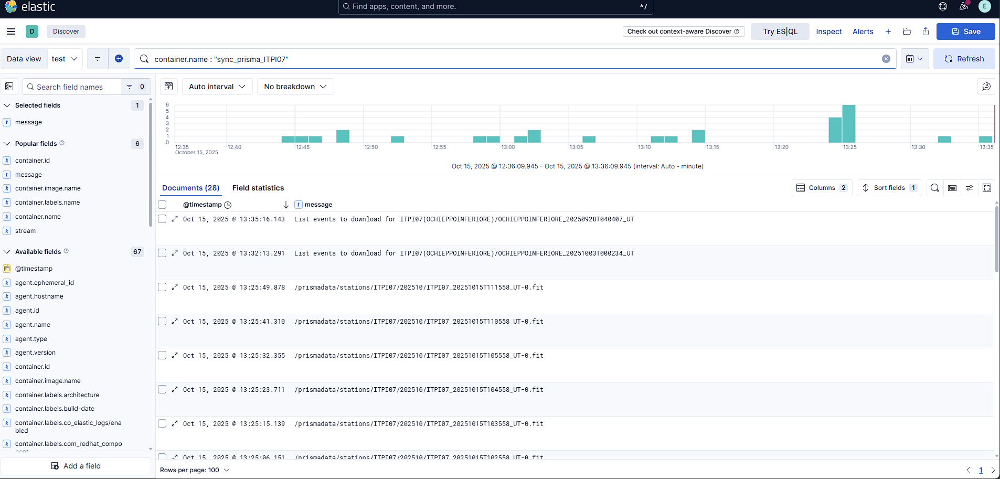 elastic
Find apps, content, and more.
^/
E
D
Discover
Check out context-aware Discover
Try ES|QL
Inspect
Alerts
Save
Data view
test
container.name : "sync_prisma_ITPI07"
Refresh
Search field names
0
Auto interval
No breakdown
Selected fields
1
t message
Popular fields
6
k container.id
t message
k container.image.name
k container.labels.name
k container.name
k stream
Available fields
67
@timestamp
k agent.ephemeral_id
k agent.hostname
k agent.id
k agent.name
k agent.type
k agent.version
k container.id
k container.image.name
k container.labels.architecture
k container.labels.build-date
k container.labels.co_elastic_logs/ena
bled
k container.labels.com_redhat_compo
nent
Add a field
6
5
4
3
2
1
0
12:35
October 15, 2025
12:40
12:45
12:50
12:55
13:00
13:05
13:10
13:15
13:20
13:25
13:30
13:35
Oct 15, 2025 @ 12:36:09.945 - Oct 15, 2025 @ 13:36:09.945 (interval: Auto - minute)
Documents (28)
Field statistics
Columns 2
Sort fields 1
@timestamp
t message
Oct 15, 2025 @ 13:35:16.143 List events to download for ITPI07(OCHIEPPOINFERIORE)/OCHIEPPOINFERIORE_20250928T040407_UT
Oct 15, 2025 @ 13:32:13.291 List events to download for ITPI07(OCHIEPPOINFERIORE)/OCHIEPPOINFERIORE_20251003T000234_UT
Oct 15, 2025 @ 13:25:49.878 /prismadata/stations/ITPI07/202510/ITPI07_20251015T111558_UT-0.fit
Oct 15, 2025 @ 13:25:41.310 /prismadata/stations/ITPI07/202510/ITPI07_20251015T110558_UT-0.fit
Oct 15, 2025 @ 13:25:32.355 /prismadata/stations/ITPI07/202510/ITPI07_20251015T105558_UT-0.fit
Oct 15, 2025 @ 13:25:23.711 /prismadata/stations/ITPI07/202510/ITPI07_20251015T104558_UT-0.fit
Oct 15, 2025 @ 13:25:15.139 /prismadata/stations/ITPI07/202510/ITPI07_20251015T103558_UT-0.fit
Oct 15, 2025 @ 13:25:06.151 /prismadata/stations/ITPI07/202510/ITPI07_20251015T102558_UT-0.fit
Rows per page: 100
1